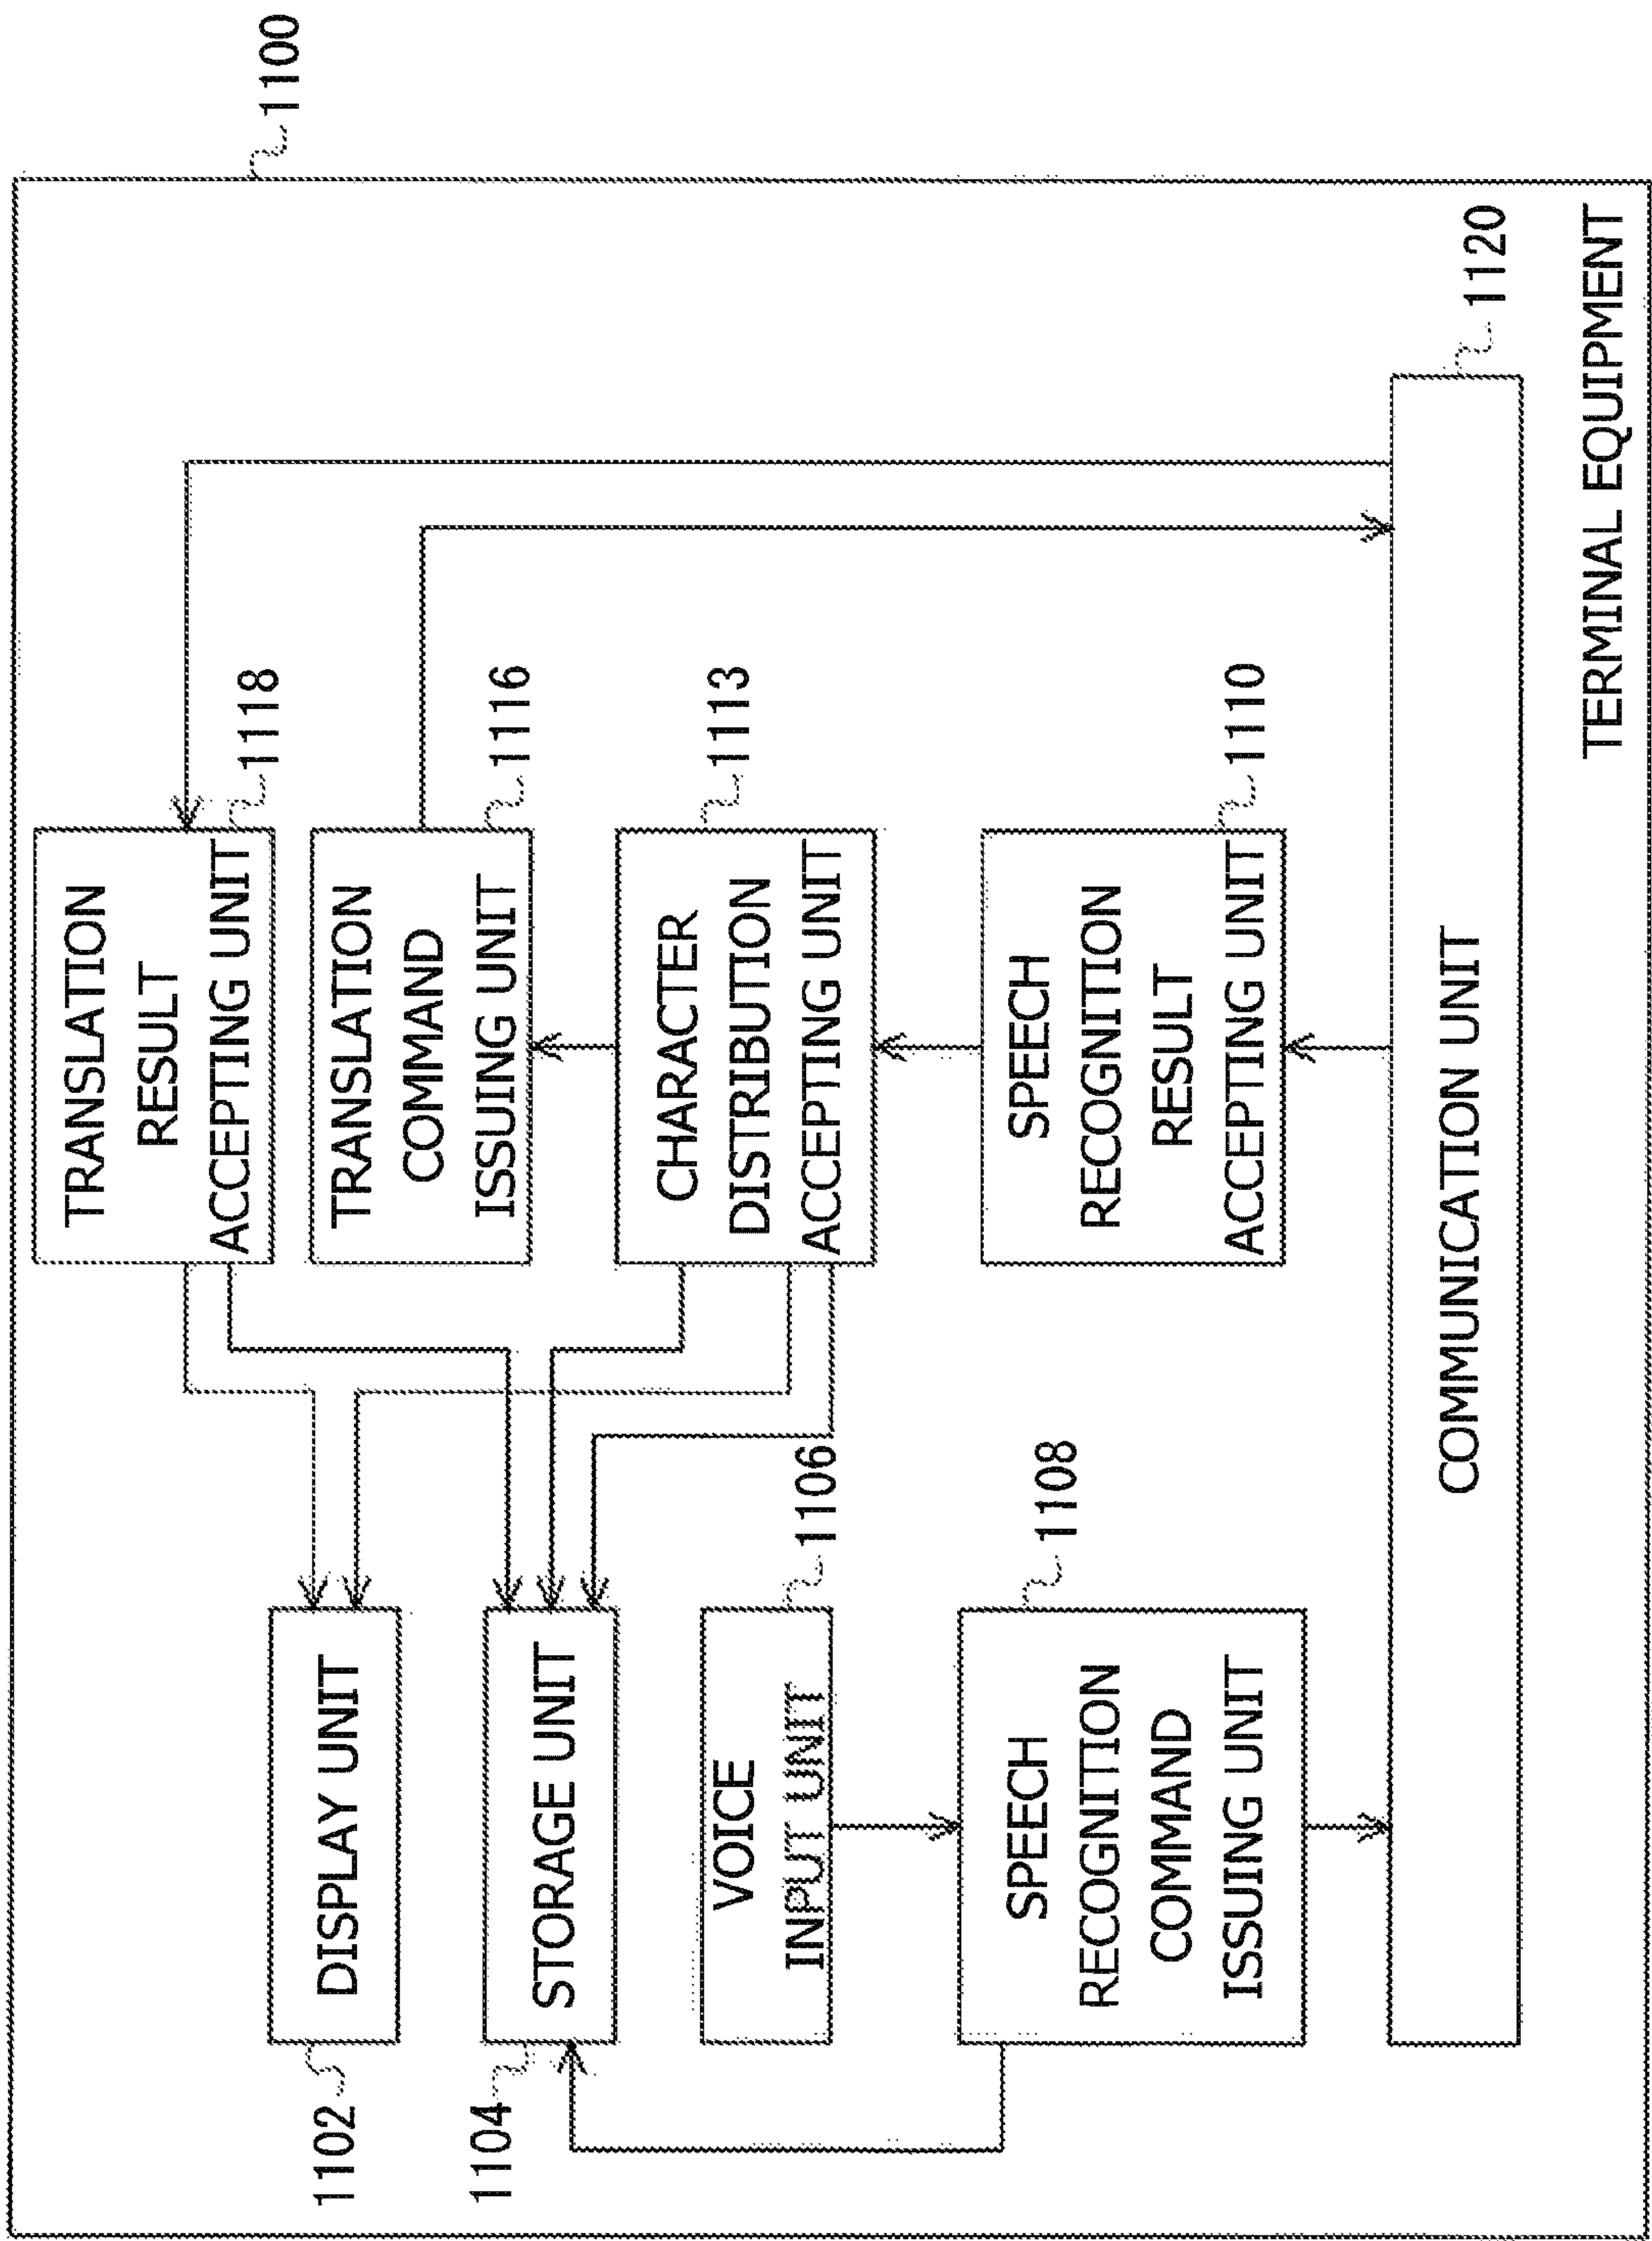 1100
1102
DISPLAY UNIT
TRANSLATION
RESULT
ACCEPTING UNIT
1118
1104
STORAGE UNIT
TRANSLATION
COMMAND
ISSUING UNIT
1116
VOICE
INPUT UNIT
1106
CHARACTER
DISTRIBUTION
ACCEPTING UNIT
1113
SPEECH
RECOGNITION
COMMAND
ISSUING UNIT
1108
SPEECH
RECOGNITION
RESULT
ACCEPTING UNIT
1110
COMMUNICATION UNIT
1120
TERMINAL EQUIPMENT